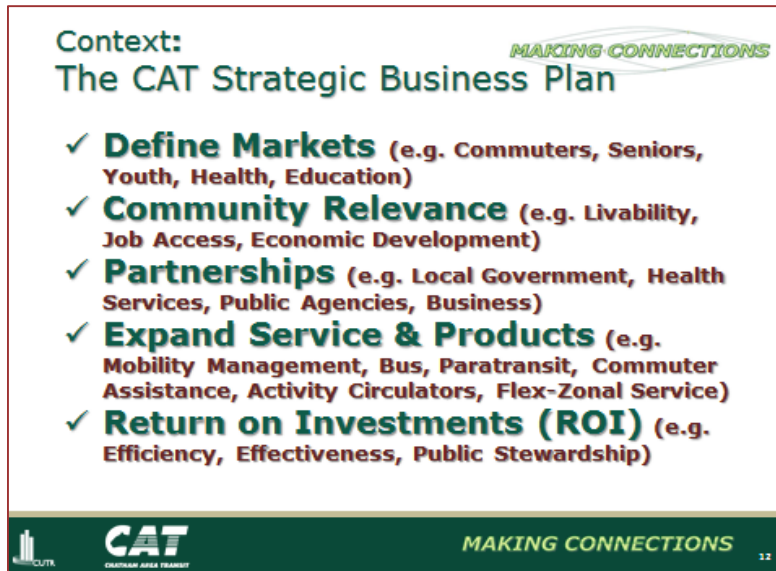 Context:
MAKING CONNECTIONS
The CAT Strategic Business Plan
✓ Define Markets (e.g. Commuters, Seniors,
Youth, Health, Education)
✓ Community Relevance (e.g. Livability,
Job Access, Economic Development)
✓ Partnerships (e.g. Local Government, Health
Services, Public Agencies, Business)
✓ Expand Service & Products (e.g.
Mobility Management, Bus, Paratransit, Commuter
Assistance, Activity Circulators, Flex-Zonal Service)
✓ Return on Investments (ROI) (e.g.
Efficiency, Effectiveness, Public Stewardship)
CUTR
CAT
CHATHAM AREA TRANSIT
MAKING CONNECTIONS
12